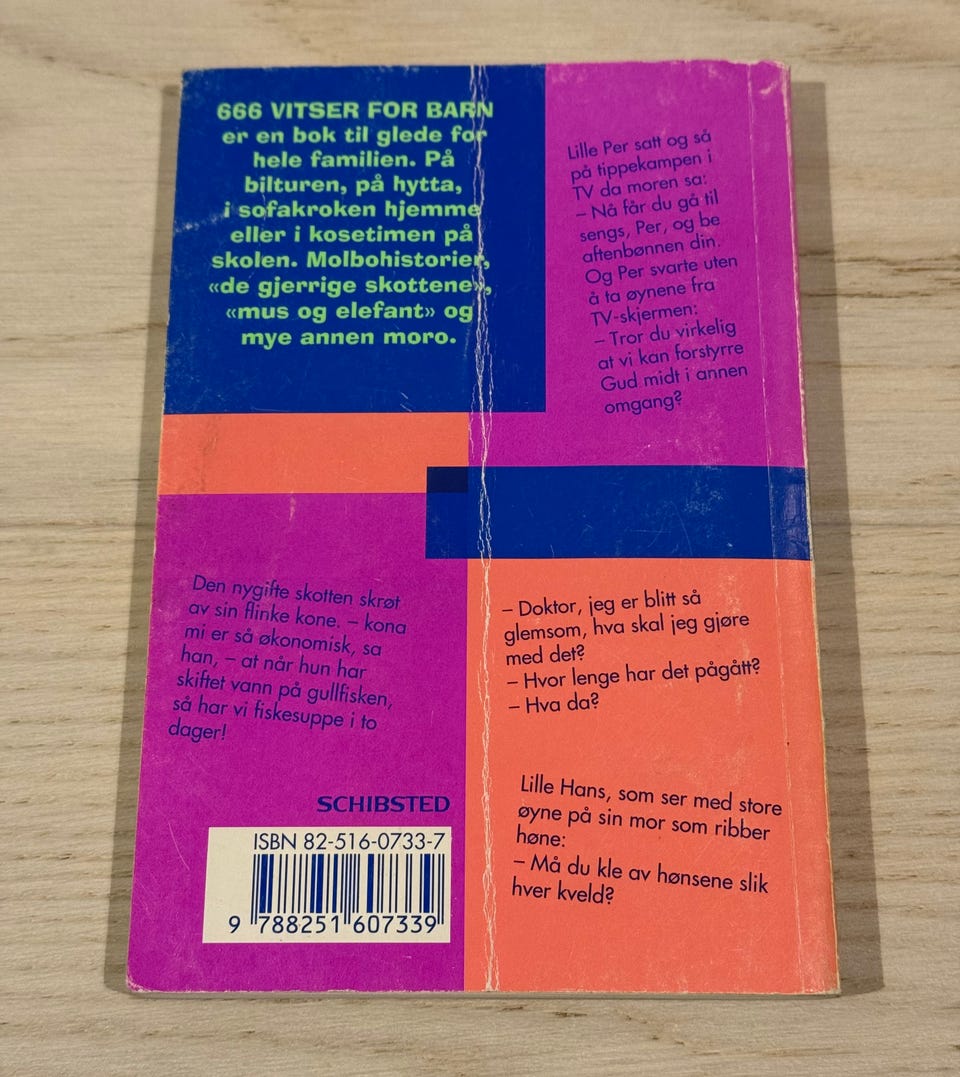 666 VITSER FOR BARN
er en bok til glede for
hele familien. På
bilturen, på hytta,
i sofakroken hjemme
eller i kosetimen på
skolen. Molbohistorier,
«de gjerrige skottene»,
«mus og elefant» og
mye annen moro.
Lille Per satt og så
på tippekampen i
TV da moren sa:
– Nå får du gå til
sengs, Per, og be
aftenbønnen din.
Og Per svarte uten
å ta øynene fra
TV-skjermen:
– Tror du virkelig
at vi kan forstyrre
Gud midt i annen
omgang?
Den nygifte skotten skrøt
av sin flinke kone. – kona
mi er så økonomisk, sa
han, – at når hun har
skiftet vann på gullfisken,
så har vi fiskesuppe i to
dager!
– Doktor, jeg er blitt så
glemsom, hva skal jeg gjøre
med det?
– Hvor lenge har det pågått?
– Hva da?
Lille Hans, som ser med store
øyne på sin mor som ribber
høne:
– Må du kle av hønsene slik
hver kveld?
SCHIBSTED
ISBN 82-516-0733-7
9 788251 607339